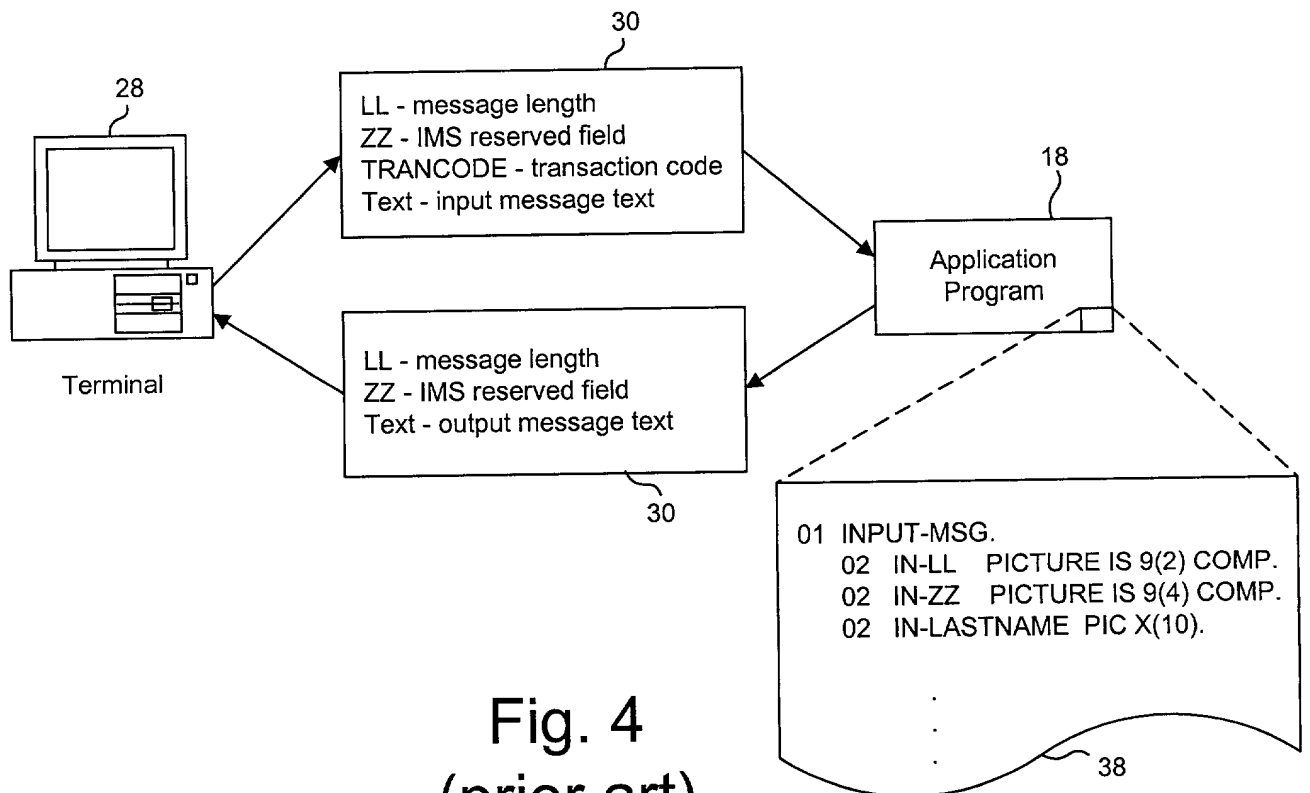 30
28
LL - message length
ZZ - IMS reserved field
TRANCODE - transaction code
Text - input message text
18
Application
Program
LL - message length
ZZ - IMS reserved field
Text - output message text
Terminal
30
01 INPUT-MSG.
02 IN-LL PICTURE IS 9(2) COMP.
02 IN-ZZ PICTURE IS 9(4) COMP.
02 IN-LASTNAME PIC X(10).
.
.
.
38
Fig. 4
(prior art)